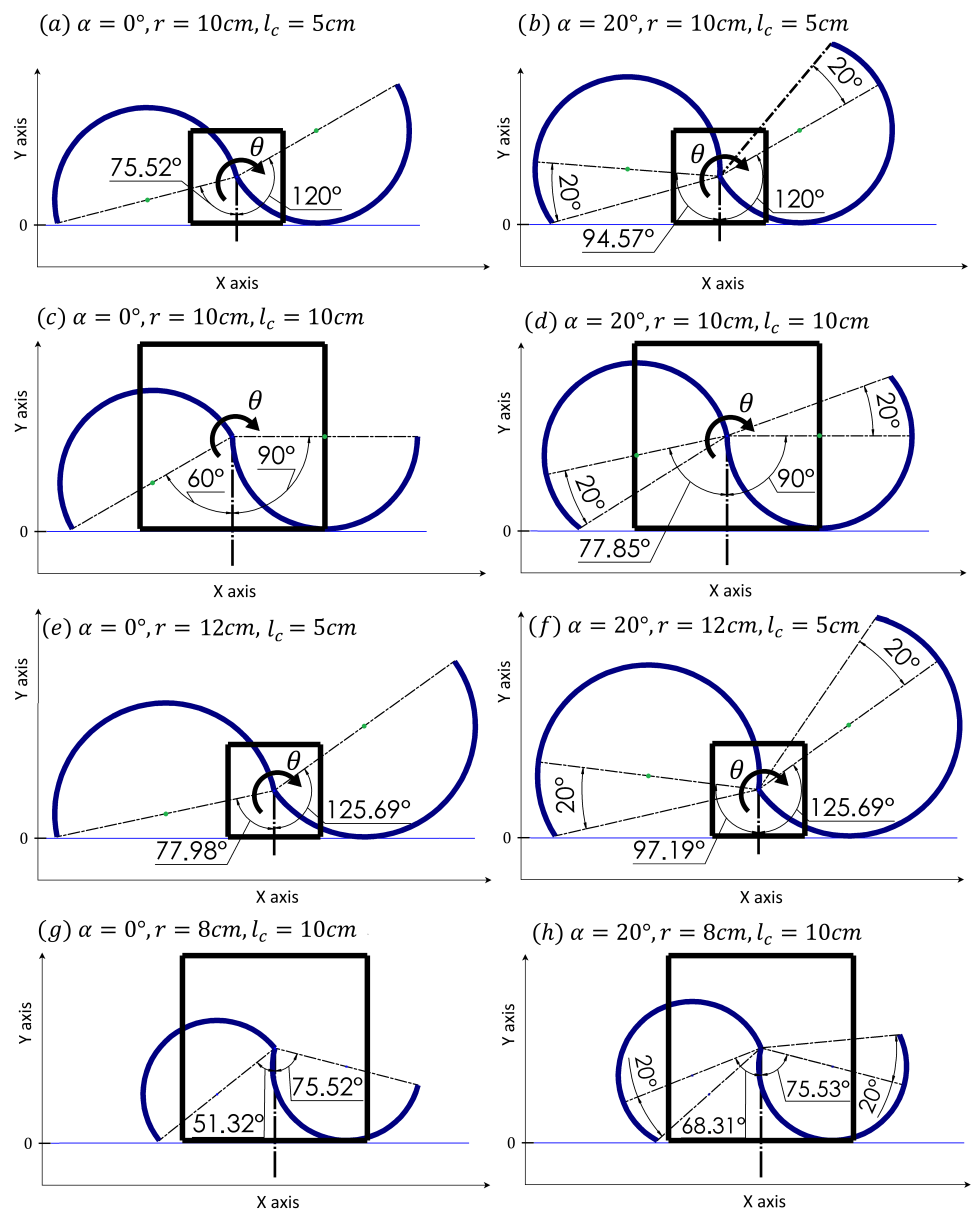 (a) α = 0°, r = 10cm, l_c = 5cm
Y axis
75.52°
θ
120°
0
X axis
(b) α = 20°, r = 10cm, l_c = 5cm
Y axis
20°
θ
20°
120°
94.57°
0
X axis
(c) α = 0°, r = 10cm, l_c = 10cm
Y axis
θ
90°
60°
0
X axis
(d) α = 20°, r = 10cm, l_c = 10cm
Y axis
θ
20°
90°
20°
77.85°
0
X axis
(e) α = 0°, r = 12cm, l_c = 5cm
Y axis
θ
125.69°
77.98°
0
X axis
(f) α = 20°, r = 12cm, l_c = 5cm
Y axis
20°
θ
20°
125.69°
97.19°
0
X axis
(g) α = 0°, r = 8cm, l_c = 10cm
Y axis
75.52°
51.32°
0
X axis
(h) α = 20°, r = 8cm, l_c = 10cm
Y axis
20°
75.53°
20°
68.31°
0
X axis